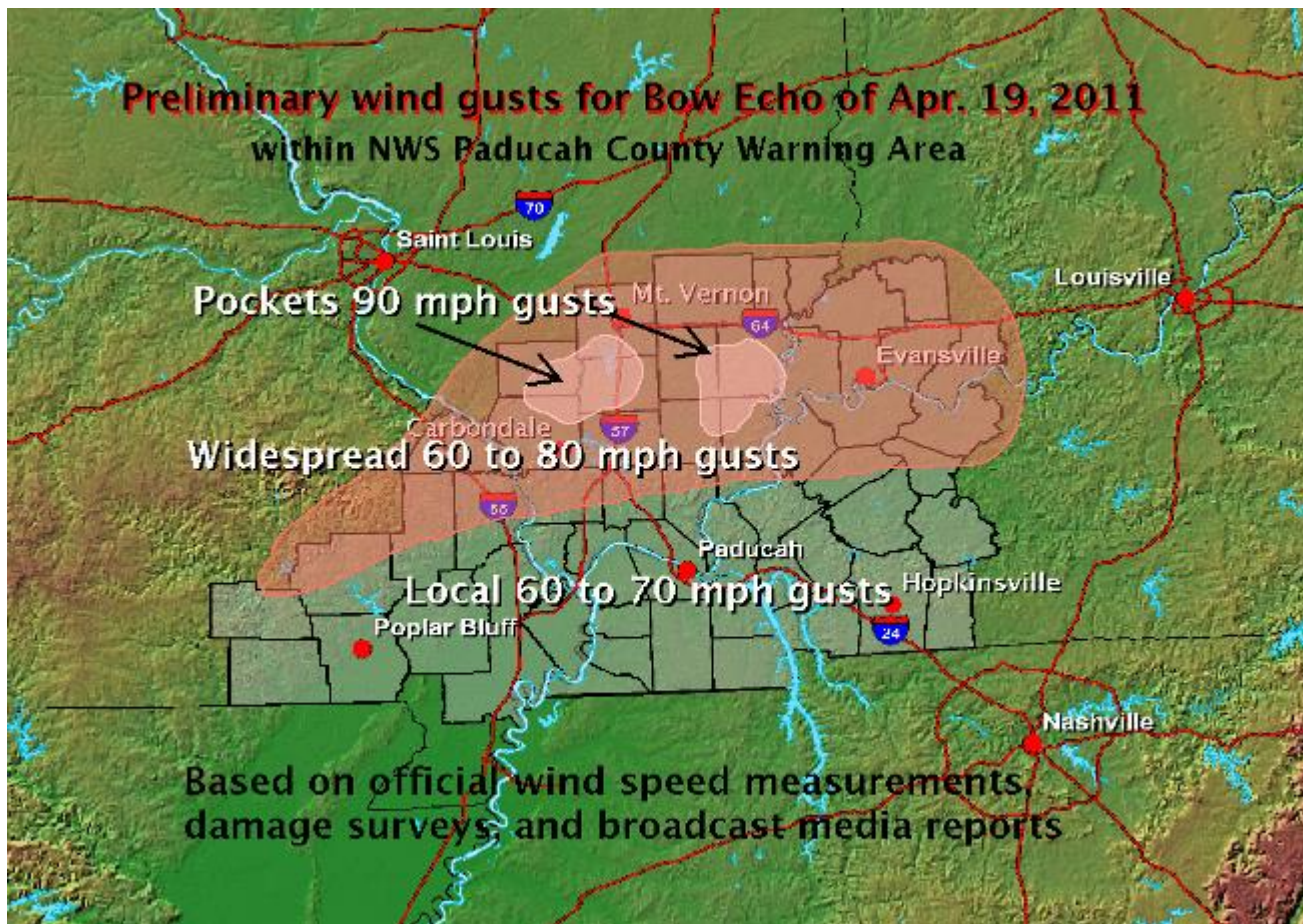 Preliminary wind gusts for Bow Echo of Apr. 19, 2011
within NWS Paducah County Warning Area
70
Saint Louis
Louisville
Pockets 90 mph gusts
Mt. Vernon
64
Evansville
Carbondale
57
Widespread 60 to 80 mph gusts
55
Paducah
Local 60 to 70 mph gusts
Hopkinsville
Poplar Bluff
24
Nashville
Based on official wind speed measurements,
damage surveys, and broadcast media reports